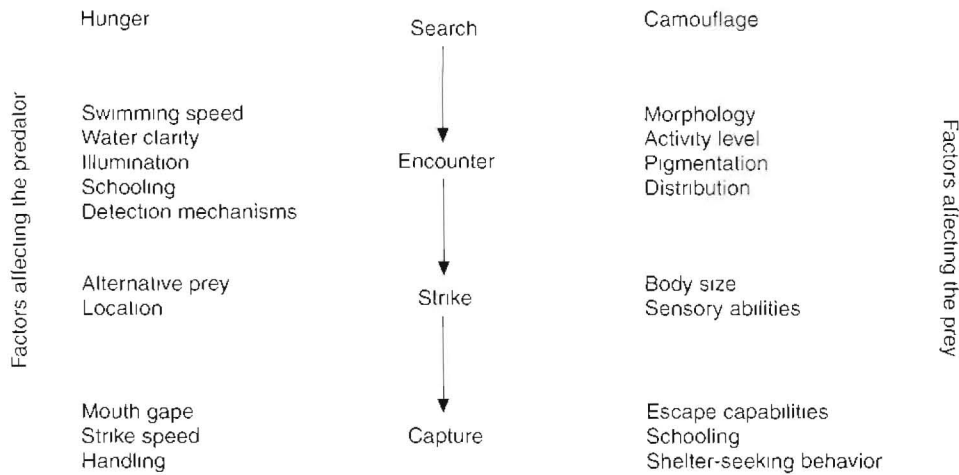 Hunger
Search
Camouflage
Factors affecting the predator
Swimming speed
Water clarity
Illumination
Schooling
Detection mechanisms
Encounter
Morphology
Activity level
Pigmentation
Distribution
Factors affecting the prey
Alternative prey
Location
Strike
Body size
Sensory abilities
Mouth gape
Strike speed
Handling
Capture
Escape capabilities
Schooling
Shelter-seeking behavior